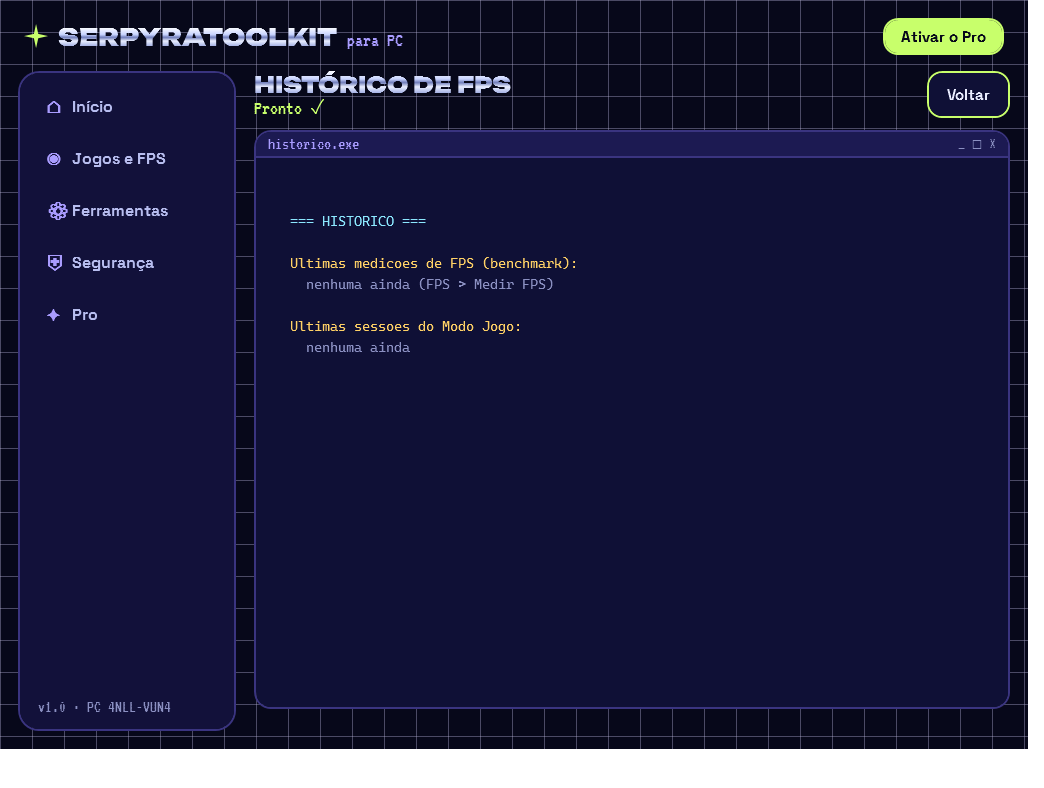 SERPYRATOOLKIT para PC
Ativar o Pro
Início
Jogos e FPS
Ferramentas
Segurança
Pro
v1.0 · PC 4NLL-VUN4
HISTÓRICO DE FPS
Pronto ✓
Voltar
historico.exe
_ □ X
=== HISTORICO ===
Ultimas medicoes de FPS (benchmark):
nenhuma ainda (FPS > Medir FPS)
Ultimas sessoes do Modo Jogo:
nenhuma ainda